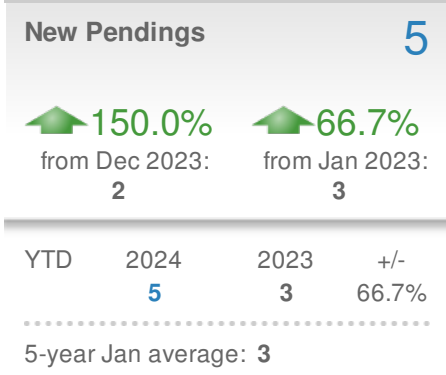 New Pendings 5
150.0% 66.7%
from Dec 2023: from Jan 2023:
2 3
YTD 2024 2023 +/-
5 3 66.7%
5-year Jan average: 3